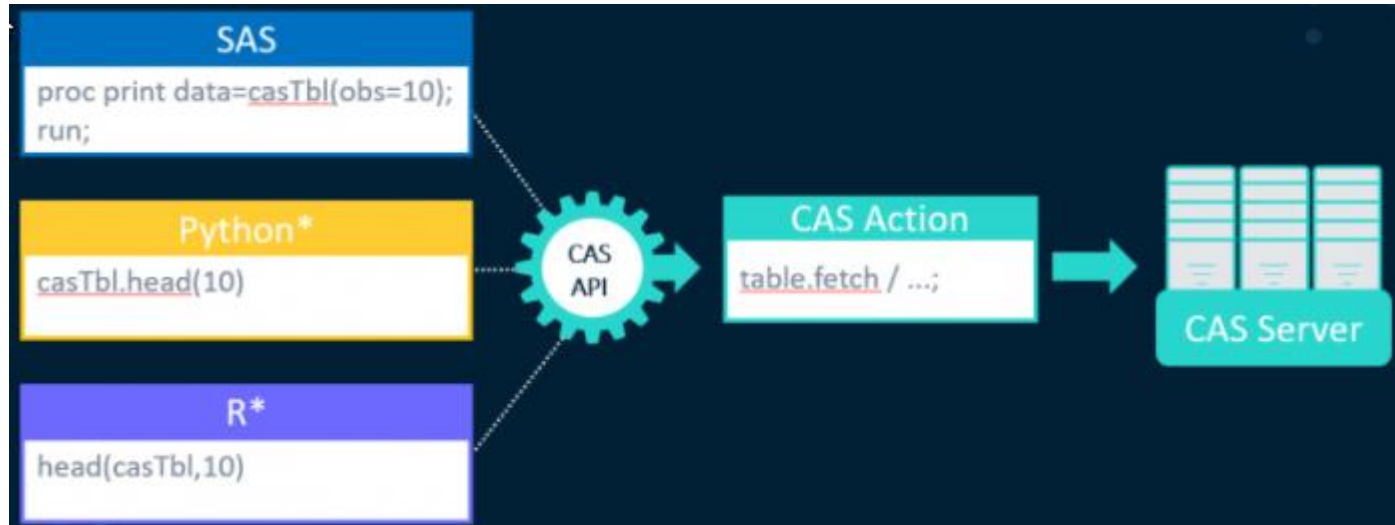 SAS
proc print data=casTbl(obs=10);
run;
Python*
casTbl.head(10)
R*
head(casTbl,10)
CAS
API
CAS Action
table.fetch / ...;
CAS Server